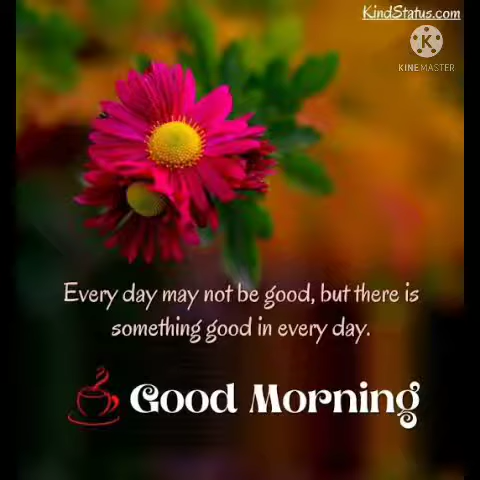 KindStatus.com
K
KINEMASTER
Every day may not be good, but there is
something good in every day.
Good Morning